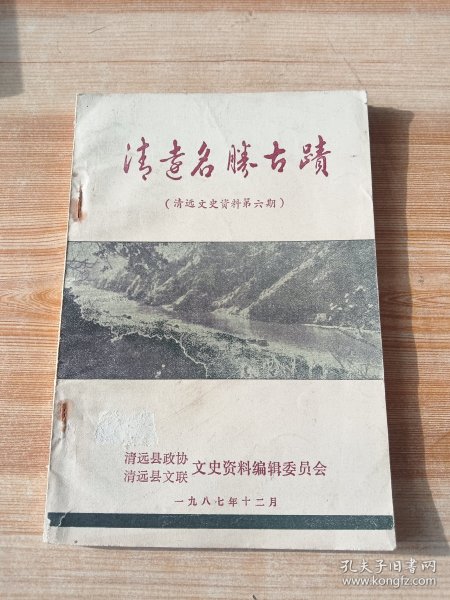 清远名勝古蹟
(清远文史资料第六期)
清远县政协
清远县文联
文史资料编辑委员会
一九八七年十二月
孔夫子旧书网
www.kongfz.com